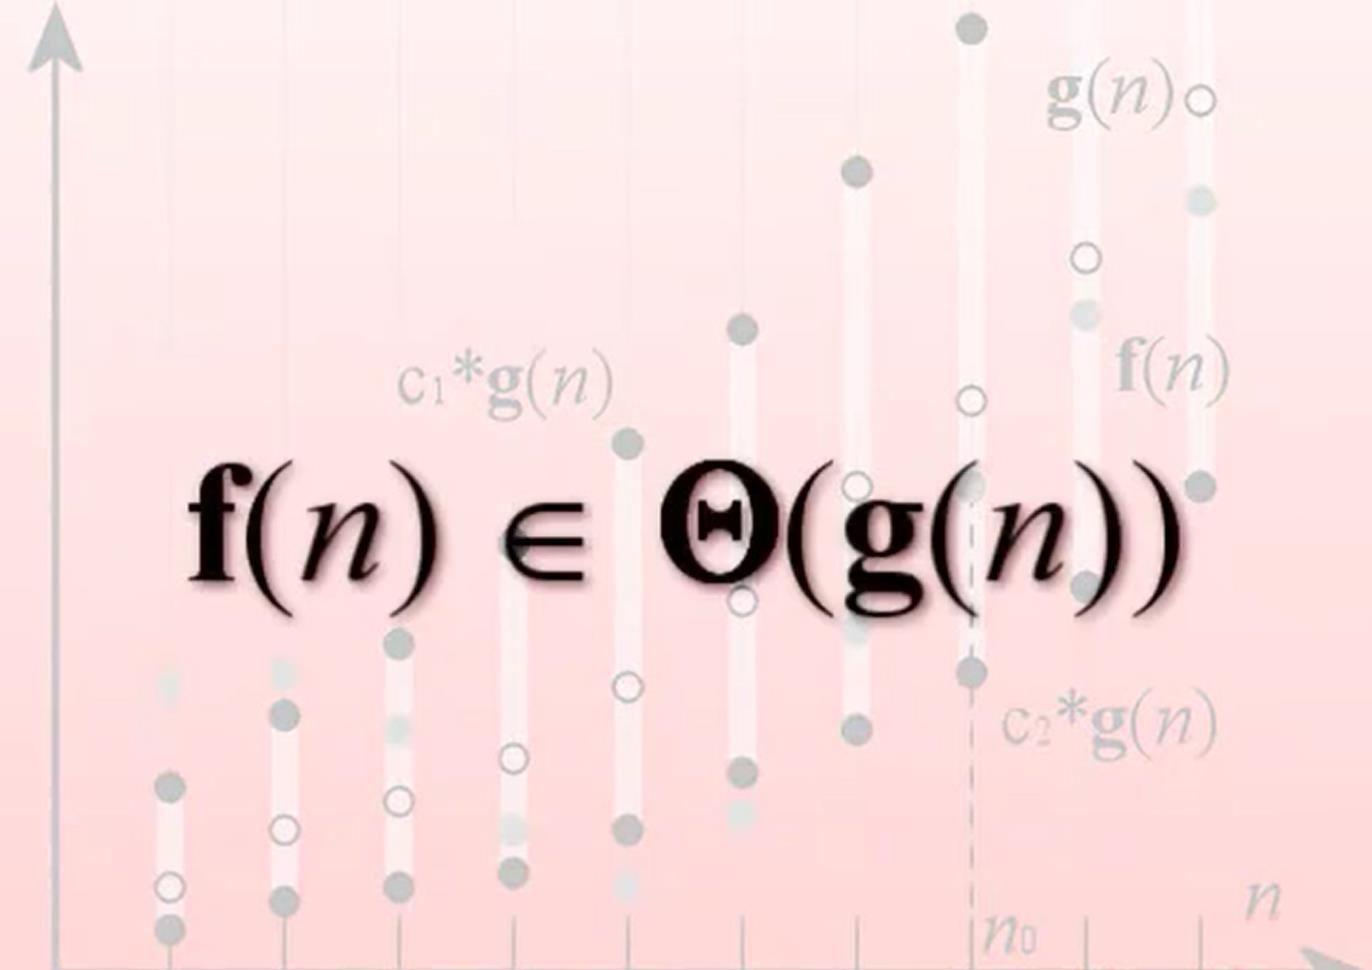 g(n)
f(n)
c₁*g(n)
f(n) ∈ Θ(g(n))
c₂*g(n)
n
n₀